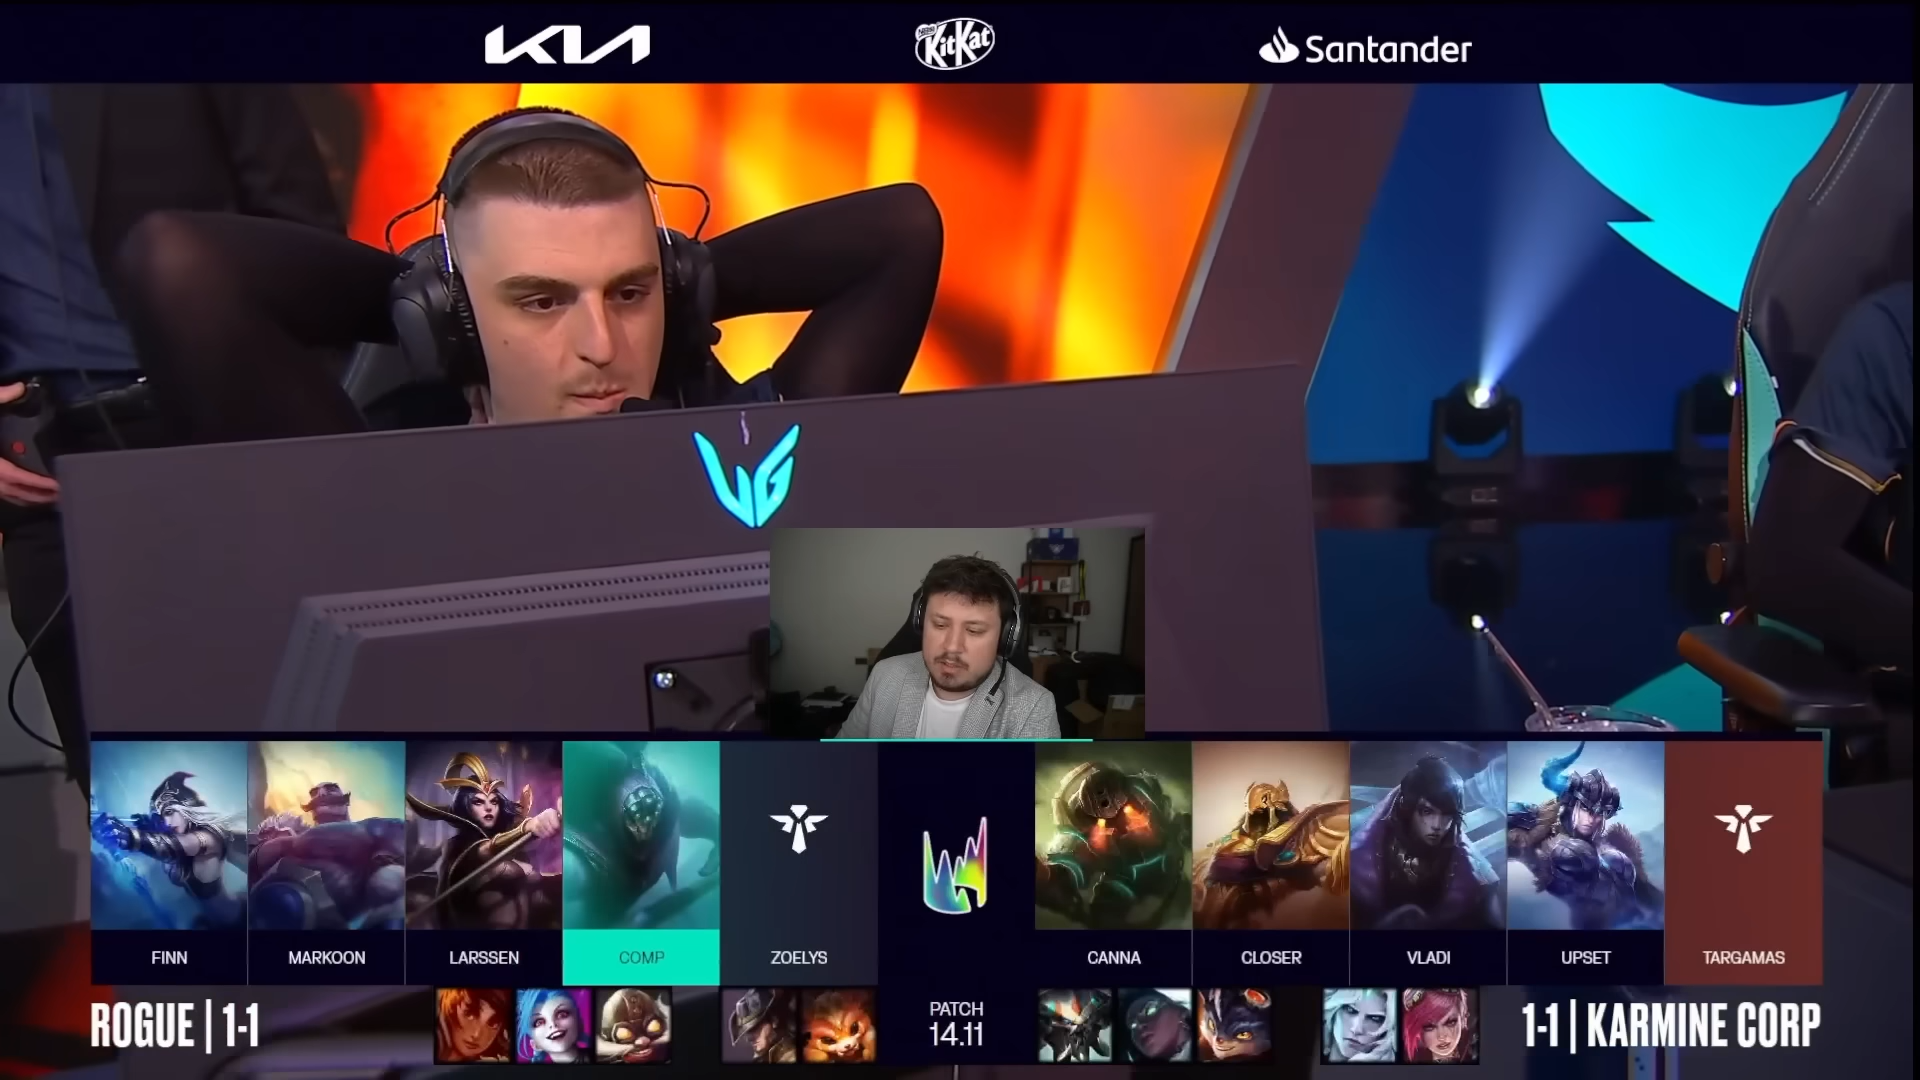 KIA
Nestlé KitKat
Santander
FINN
MARKOON
LARSSEN
COMP
ZOELYS
CANNA
CLOSER
VLADI
UPSET
TARGAMAS
ROGUE | 1-1
PATCH
14.11
1-1 | KARMINE CORP